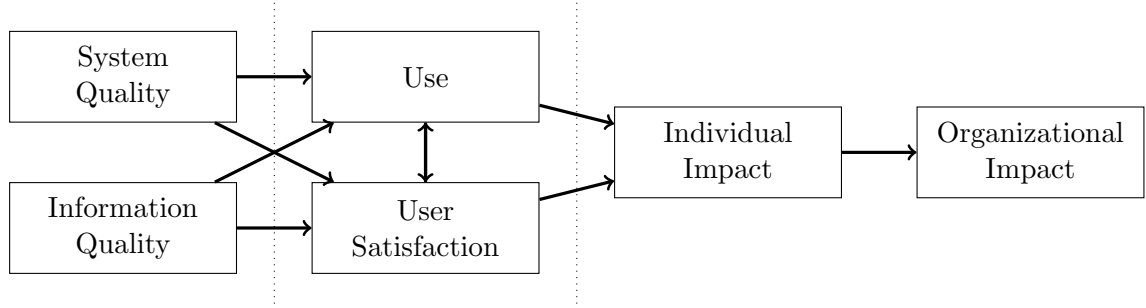 System
Quality
Use
Information
Quality
User
Satisfaction
Individual
Impact
Organizational
Impact